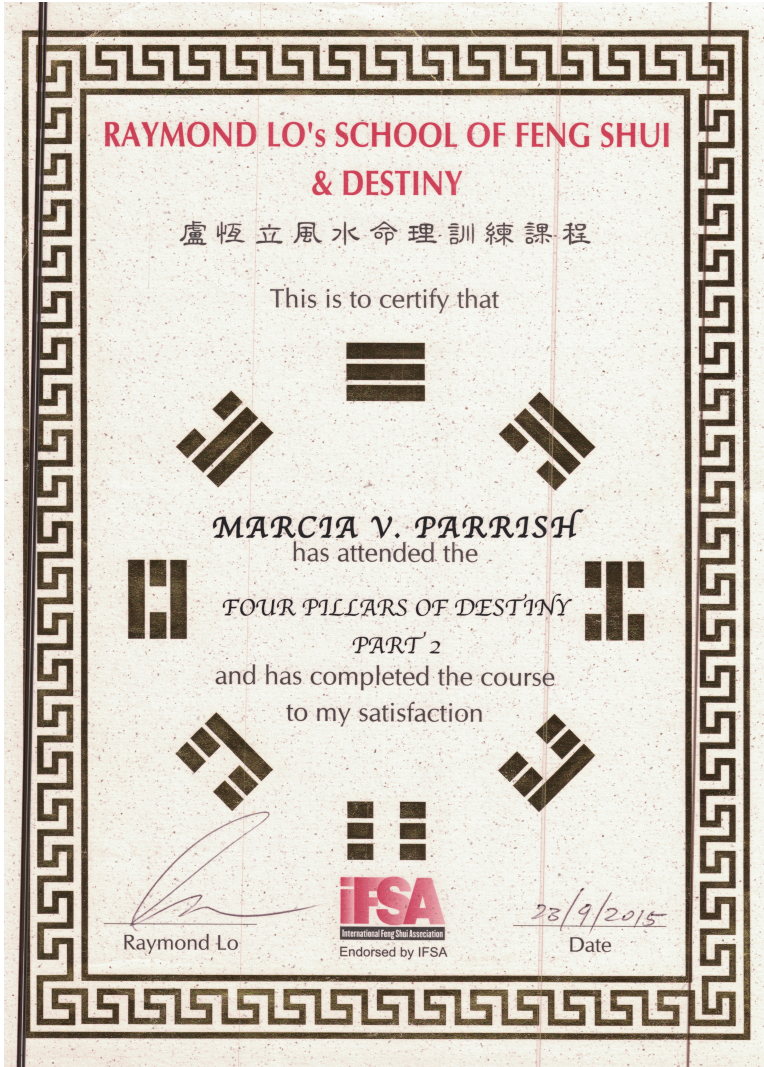 RAYMOND LO's SCHOOL OF FENG SHUI
& DESTINY
盧恆立風水命理訓練課程
This is to certify that
MARCIA V. PARRISH
has attended the
FOUR PILLARS OF DESTINY
PART 2
and has completed the course
to my satisfaction
23/9/2015
Raymond Lo
Date
iFSA
International Feng Shui Association
Endorsed by IFSA